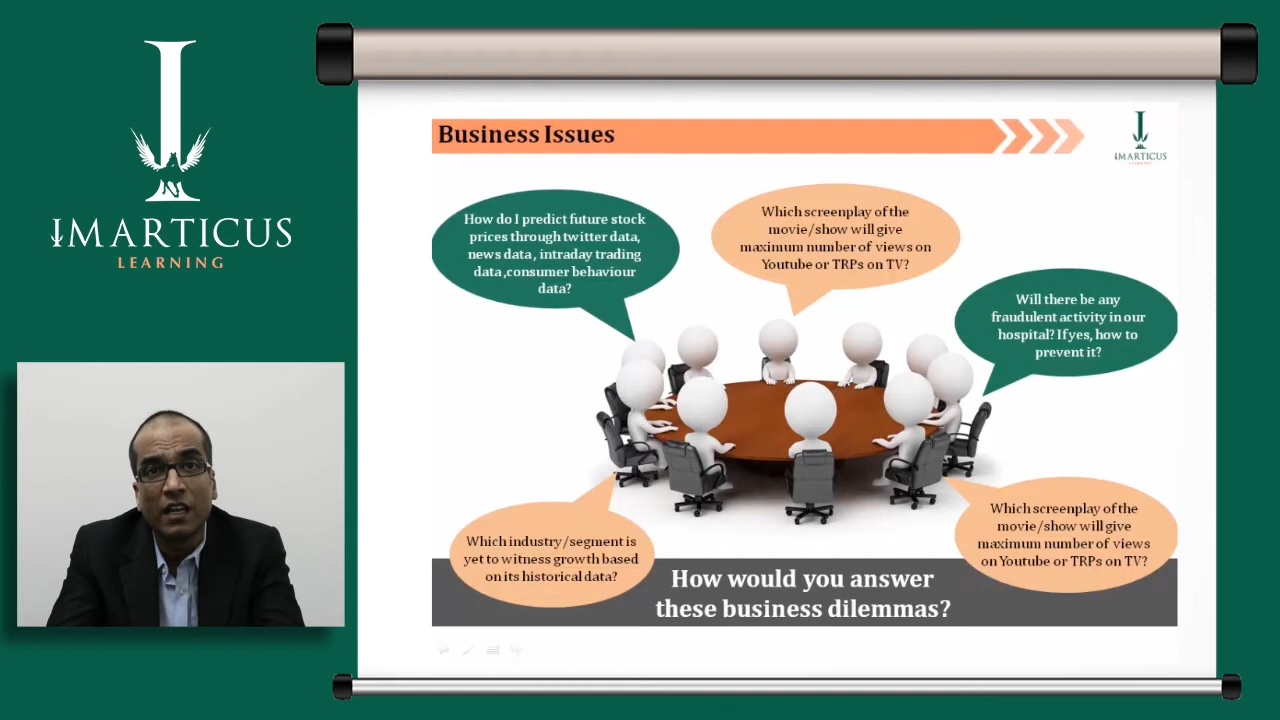 IMARTICUS
LEARNING
Business Issues
IMARTICUS
LEARNING
How do I predict future stock
prices through twitter data,
news data , intraday trading
data ,consumer behaviour
data?
Which screenplay of the
movie/show will give
maximum number of views on
Youtube or TRPs on TV?
Will there be any
fraudulent activity in our
hospital? If yes, how to
prevent it?
Which industry/segment is
yet to witness growth based
on its historical data?
Which screenplay of the
movie/show will give
maximum number of views
on Youtube or TRPs on TV?
How would you answer
these business dilemmas?